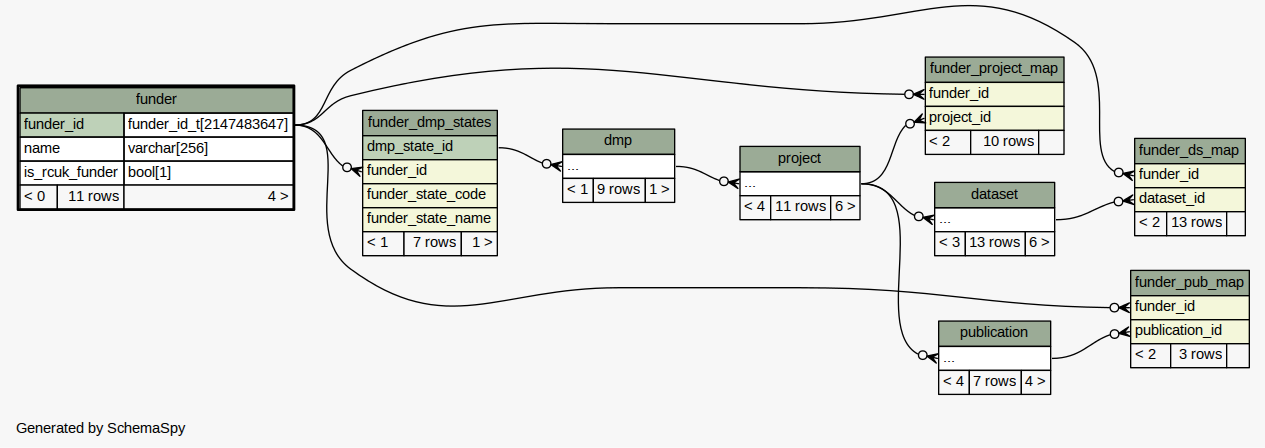 funder
funder_id funder_id_t[2147483647]
name varchar[256]
is_rcuk_funder bool[1]
< 0 11 rows 4 >
funder_dmp_states
dmp_state_id
funder_id
funder_state_code
funder_state_name
< 1 7 rows 1 >
dmp
...
< 1 9 rows 1 >
project
...
< 4 11 rows 6 >
funder_project_map
funder_id
project_id
< 2 10 rows
dataset
...
< 3 13 rows 6 >
funder_ds_map
funder_id
dataset_id
< 2 13 rows
publication
...
< 4 7 rows 4 >
funder_pub_map
funder_id
publication_id
< 2 3 rows
Generated by SchemaSpy